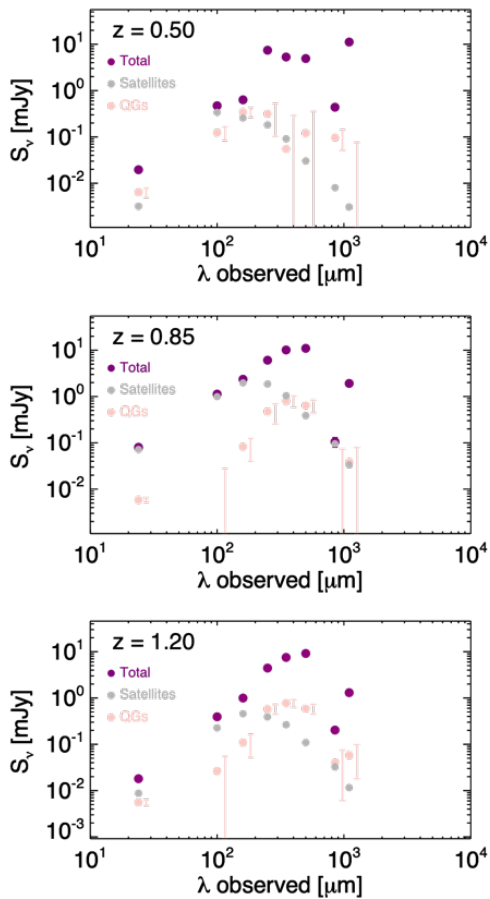 z = 0.50
Total
Satellites
QGs
S_ν [mJy]
10^1
10^0
10^-1
10^-2
10^1 10^2 10^3 10^4
λ observed [μm]
z = 0.85
Total
Satellites
QGs
S_ν [mJy]
10^1
10^0
10^-1
10^-2
10^1 10^2 10^3 10^4
λ observed [μm]
z = 1.20
Total
Satellites
QGs
S_ν [mJy]
10^1
10^0
10^-1
10^-2
10^-3
10^1 10^2 10^3 10^4
λ observed [μm]